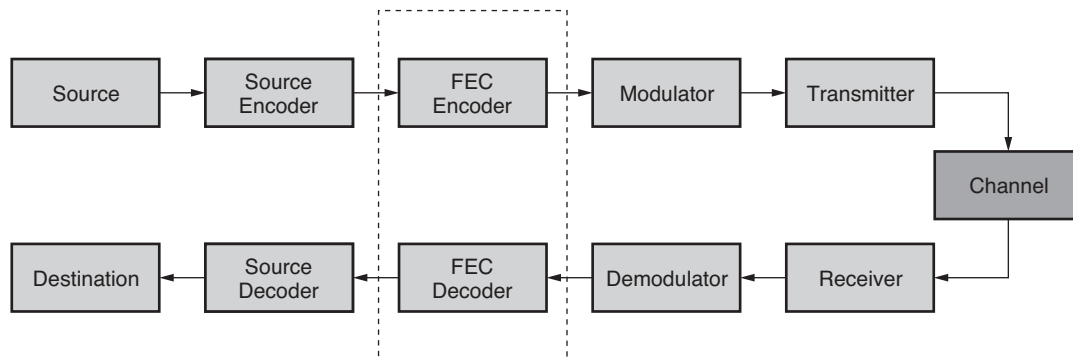 Source
Source
Encoder
FEC
Encoder
Modulator
Transmitter
Channel
Destination
Source
Decoder
FEC
Decoder
Demodulator
Receiver